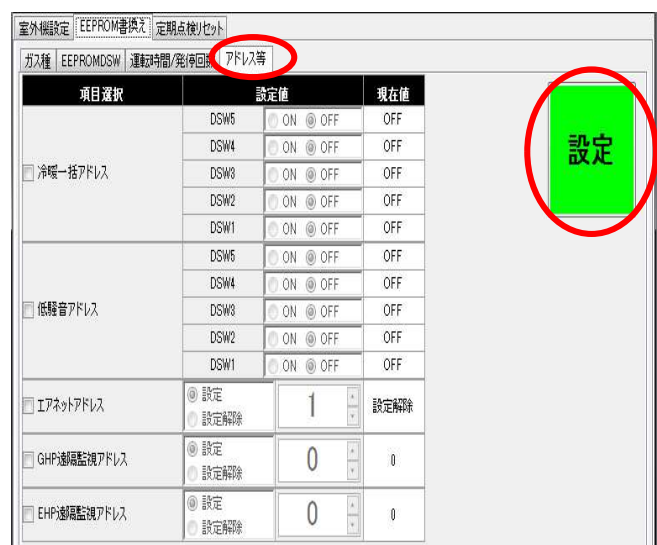 室外機設定 EEPROM書換え 定期点検リセット
ガス種 EEPROMDSW 運転時間/発停回数 アドレス等
項目選択 設定値 現在値
設定
冷暖一括アドレス
DSW5 ON OFF OFF
DSW4 ON OFF OFF
DSW3 ON OFF OFF
DSW2 ON OFF OFF
DSW1 ON OFF OFF
低騒音アドレス
DSW5 ON OFF OFF
DSW4 ON OFF OFF
DSW3 ON OFF OFF
DSW2 ON OFF OFF
DSW1 ON OFF OFF
エアネットアドレス 設定 1 設定解除
設定解除
GHP遠隔監視アドレス 設定 0 0
設定解除
EHP遠隔監視アドレス 設定 0 0
設定解除